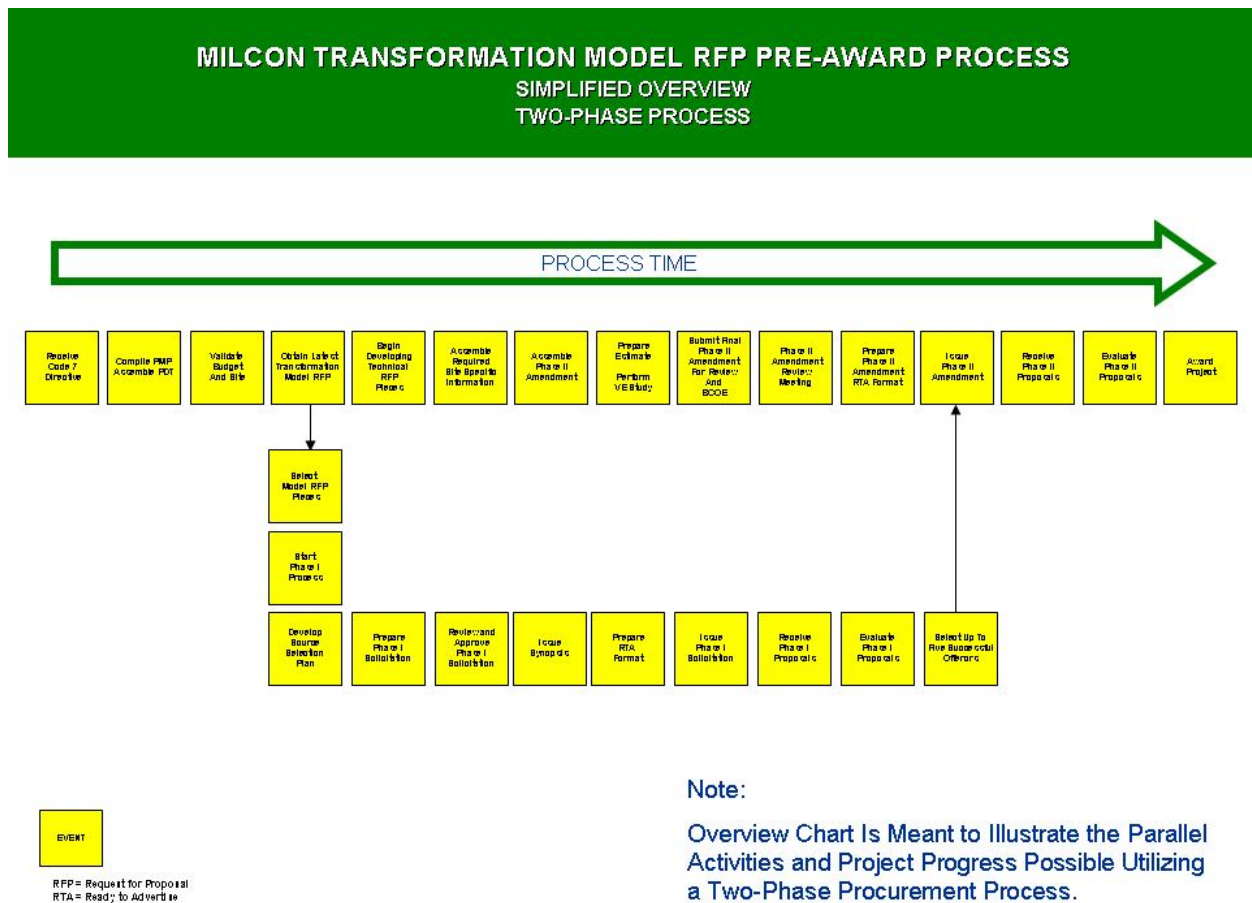 MILCON TRANSFORMATION MODEL RFP PRE-AWARD PROCESS
SIMPLIFIED OVERVIEW
TWO-PHASE PROCESS
PROCESS TIME
Receive
Code 7
Directive
Compile PMP
Assemble PDT
Validate
Budget
And Site
Obtain Latest
Transformation
Model RFP
Begin
Developing
Technical
RFP
Pieces
Assemble
Required
Site Specific
Information
Assemble
Phase II
Amendment
Prepare
Estimate
Perform
VE Study
Submit Final
Phase II
Amendment
For Review
And
BCOE
Phase II
Amendment
Review
Meeting
Prepare
Phase II
Amendment
RTA Format
Issue
Phase II
Amendment
Receive
Phase II
Proposals
Evaluate
Phase II
Proposals
Award
Project
Select
Model RFP
Pieces
Start
Phase I
Process
Develop
Source
Selection
Plan
Prepare
Phase I
Solicitation
Review and
Approve
Phase I
Solicitation
Issue
Synopsis
Prepare
RTA
Format
Issue
Phase I
Solicitation
Receive
Phase I
Proposals
Evaluate
Phase I
Proposals
Select Up To
Five Successful
Offerors
EVENT
RFP = Request for Proposal
RTA = Ready to Advertise
Note:
Overview Chart Is Meant to Illustrate the Parallel
Activities and Project Progress Possible Utilizing
a Two-Phase Procurement Process.